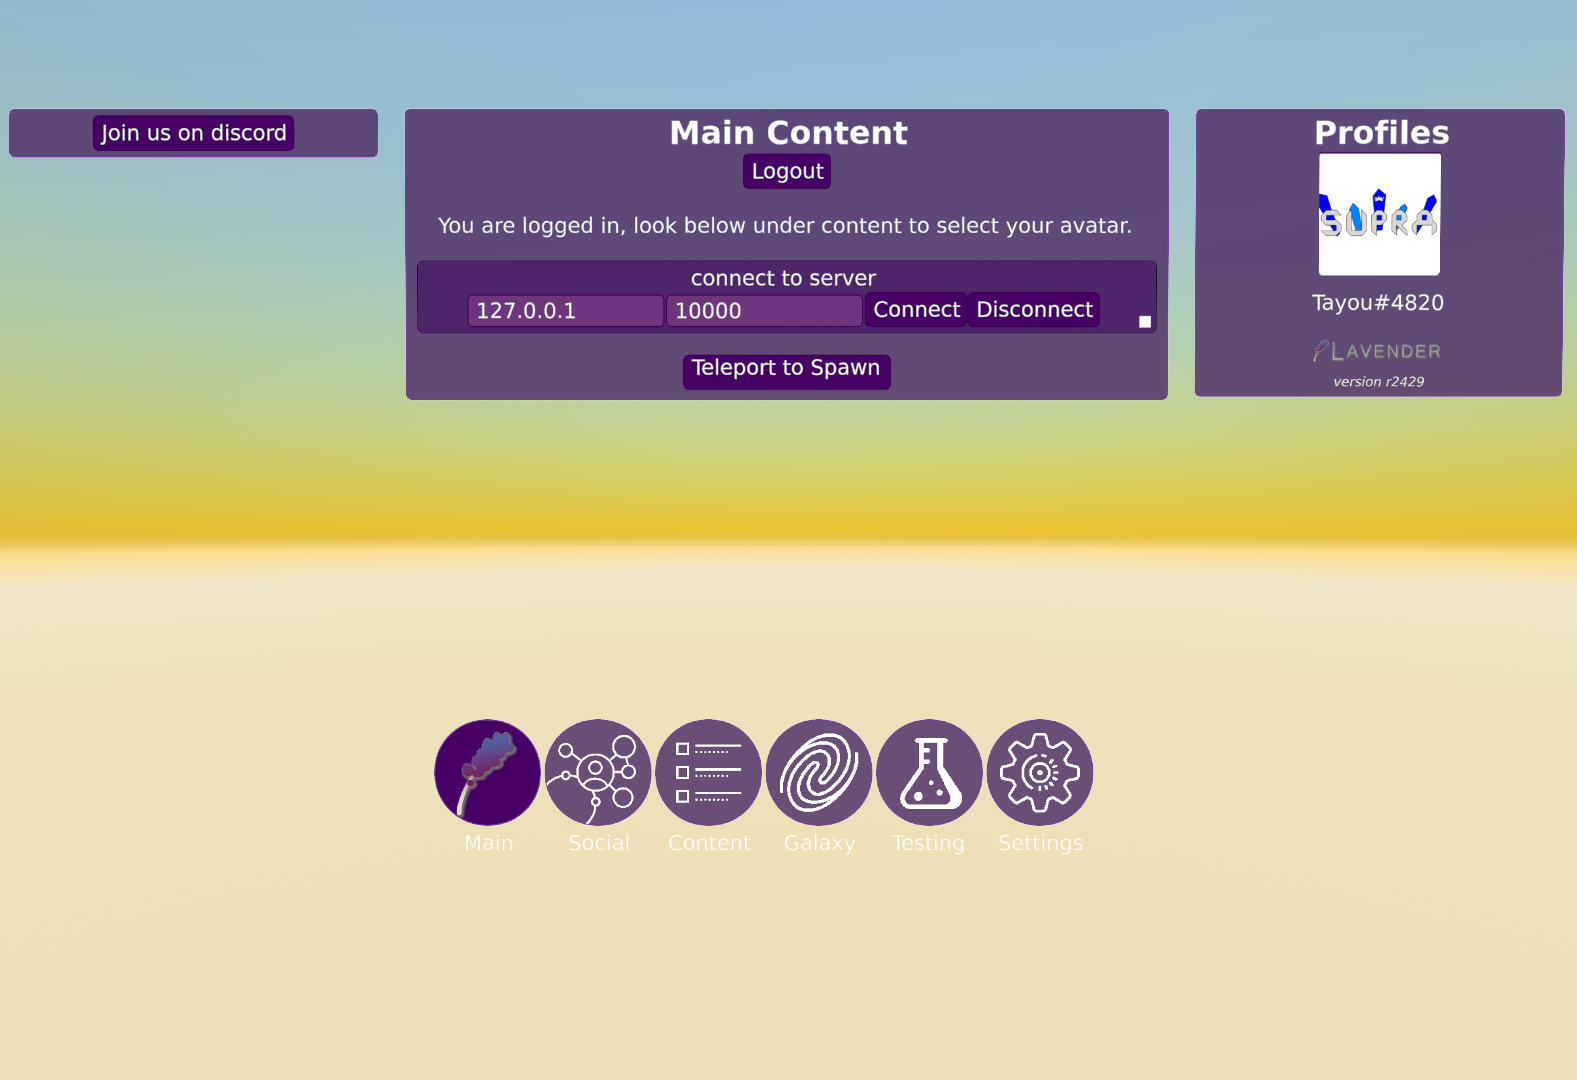 Join us on discord
Main Content
Logout
You are logged in, look below under content to select your avatar.
connect to server
127.0.0.1 10000 Connect Disconnect
Teleport to Spawn
Profiles
SUPRA
Tayou#4820
LAVENDER
version r2429
Main Social Content Galaxy Testing Settings